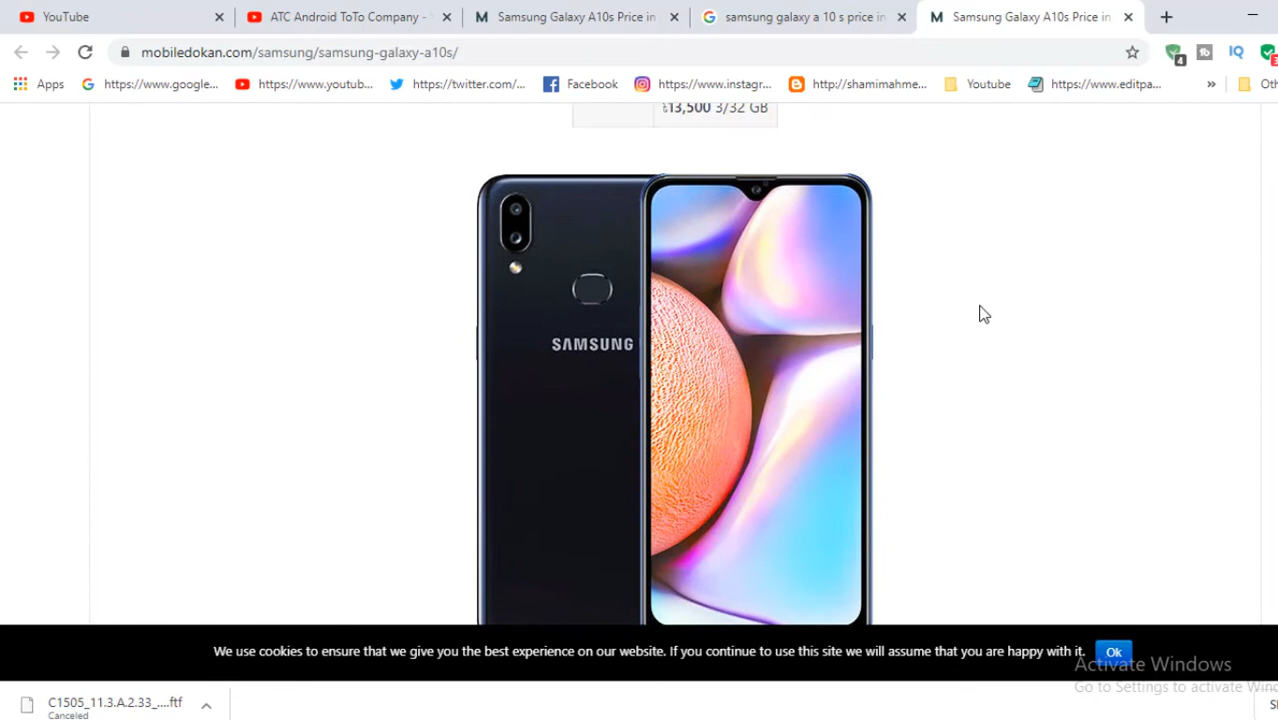 YouTube
ATC Android ToTo Company -
Samsung Galaxy A10s Price in
samsung galaxy a 10 s price in
Samsung Galaxy A10s Price in
mobiledokan.com/samsung/samsung-galaxy-a10s/
4
tb
IQ
Apps
https://www.google...
https://www.youtub...
https://twitter.com/...
Facebook
https://www.instagr...
http://shamimahme...
Youtube
https://www.editpa...
»
৳13,500 3/32 GB
SAMSUNG
We use cookies to ensure that we give you the best experience on our website. If you continue to use this site we will assume that you are happy with it.
Ok
Activate Windows
Go to Settings to activate
C1505_11.3.A.2.33_....ftf
Canceled